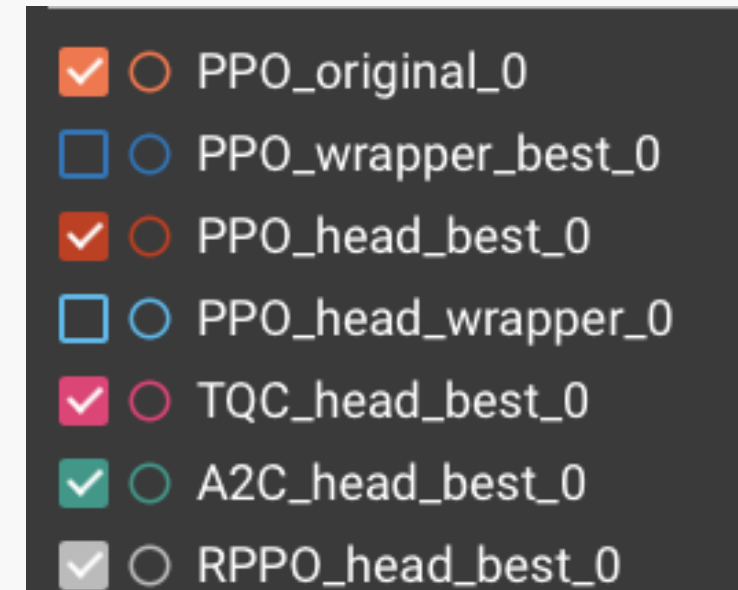 PPO_original_0
PPO_wrapper_best_0
PPO_head_best_0
PPO_head_wrapper_0
TQC_head_best_0
A2C_head_best_0
RPPO_head_best_0